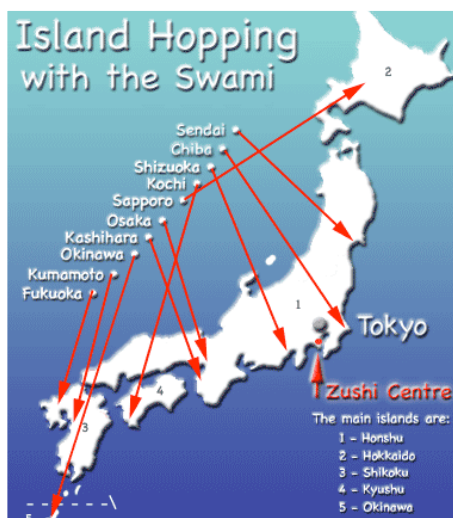 Island Hopping
with the Swami
2
Sendai
Chiba
Shizuoka
Kochi
Sapporo
Osaka
Kashihara
Okinawa
Kumamoto
Fukuoka
1
Tokyo
4
Zushi Centre
3
The main islands are:
1 - Honshu
2 - Hokkaido
3 - Shikoku
4 - Kyushu
5 - Okinawa
5